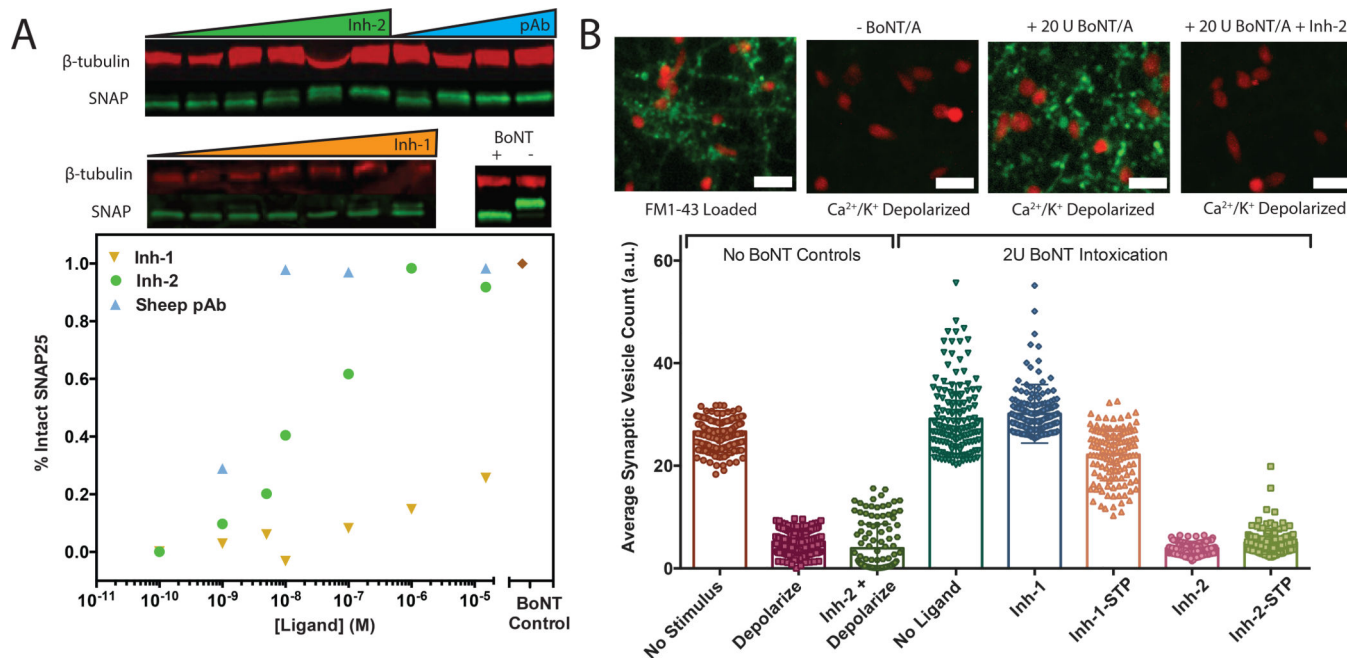 A
Inh-2
pAb
β-tubulin
SNAP
Inh-1
BoNT
+ -
β-tubulin
SNAP
Inh-1
Inh-2
Sheep pAb
% Intact SNAP25
1.0
0.8
0.6
0.4
0.2
0.0
10-11 10-10 10-9 10-8 10-7 10-6 10-5
BoNT
Control
[Ligand] (M)
B
- BoNT/A
+ 20 U BoNT/A
+ 20 U BoNT/A + Inh-2
FM1-43 Loaded
Ca2+/K+ Depolarized
Ca2+/K+ Depolarized
Ca2+/K+ Depolarized
No BoNT Controls
2U BoNT Intoxication
Average Synaptic Vesicle Count (a.u.)
60
40
20
0
No Stimulus
Depolarize
Inh-2 +
Depolarize
No Ligand
Inh-1
Inh-1-STP
Inh-2
Inh-2-STP